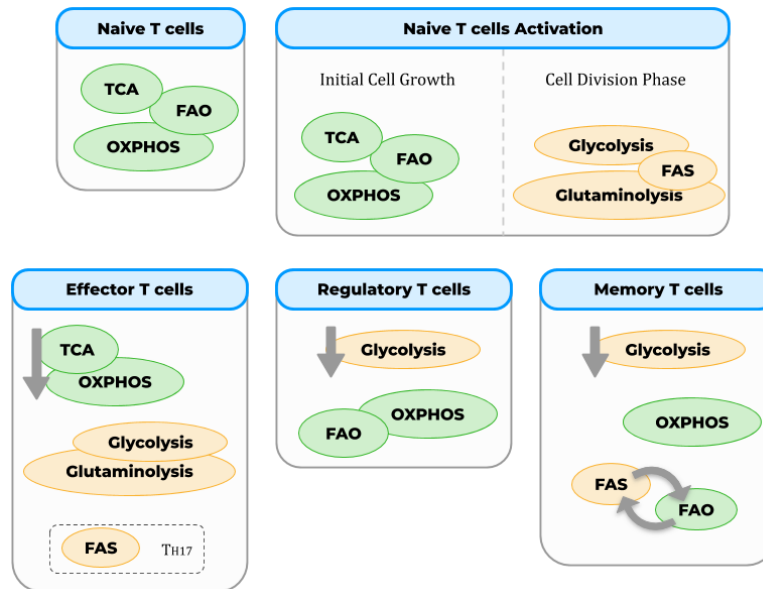 Naive T cells
TCA
FAO
OXPHOS
Naive T cells Activation
Initial Cell Growth
TCA
FAO
OXPHOS
Cell Division Phase
Glycolysis
FAS
Glutaminolysis
Effector T cells
TCA
OXPHOS
Glycolysis
Glutaminolysis
FAS
TH17
Regulatory T cells
Glycolysis
OXPHOS
FAO
Memory T cells
Glycolysis
OXPHOS
FAS
FAO